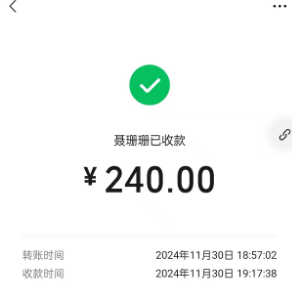 聂珊珊已收款
¥ 240.00
转账时间 2024年11月30日 18:57:02
收款时间 2024年11月30日 19:17:38